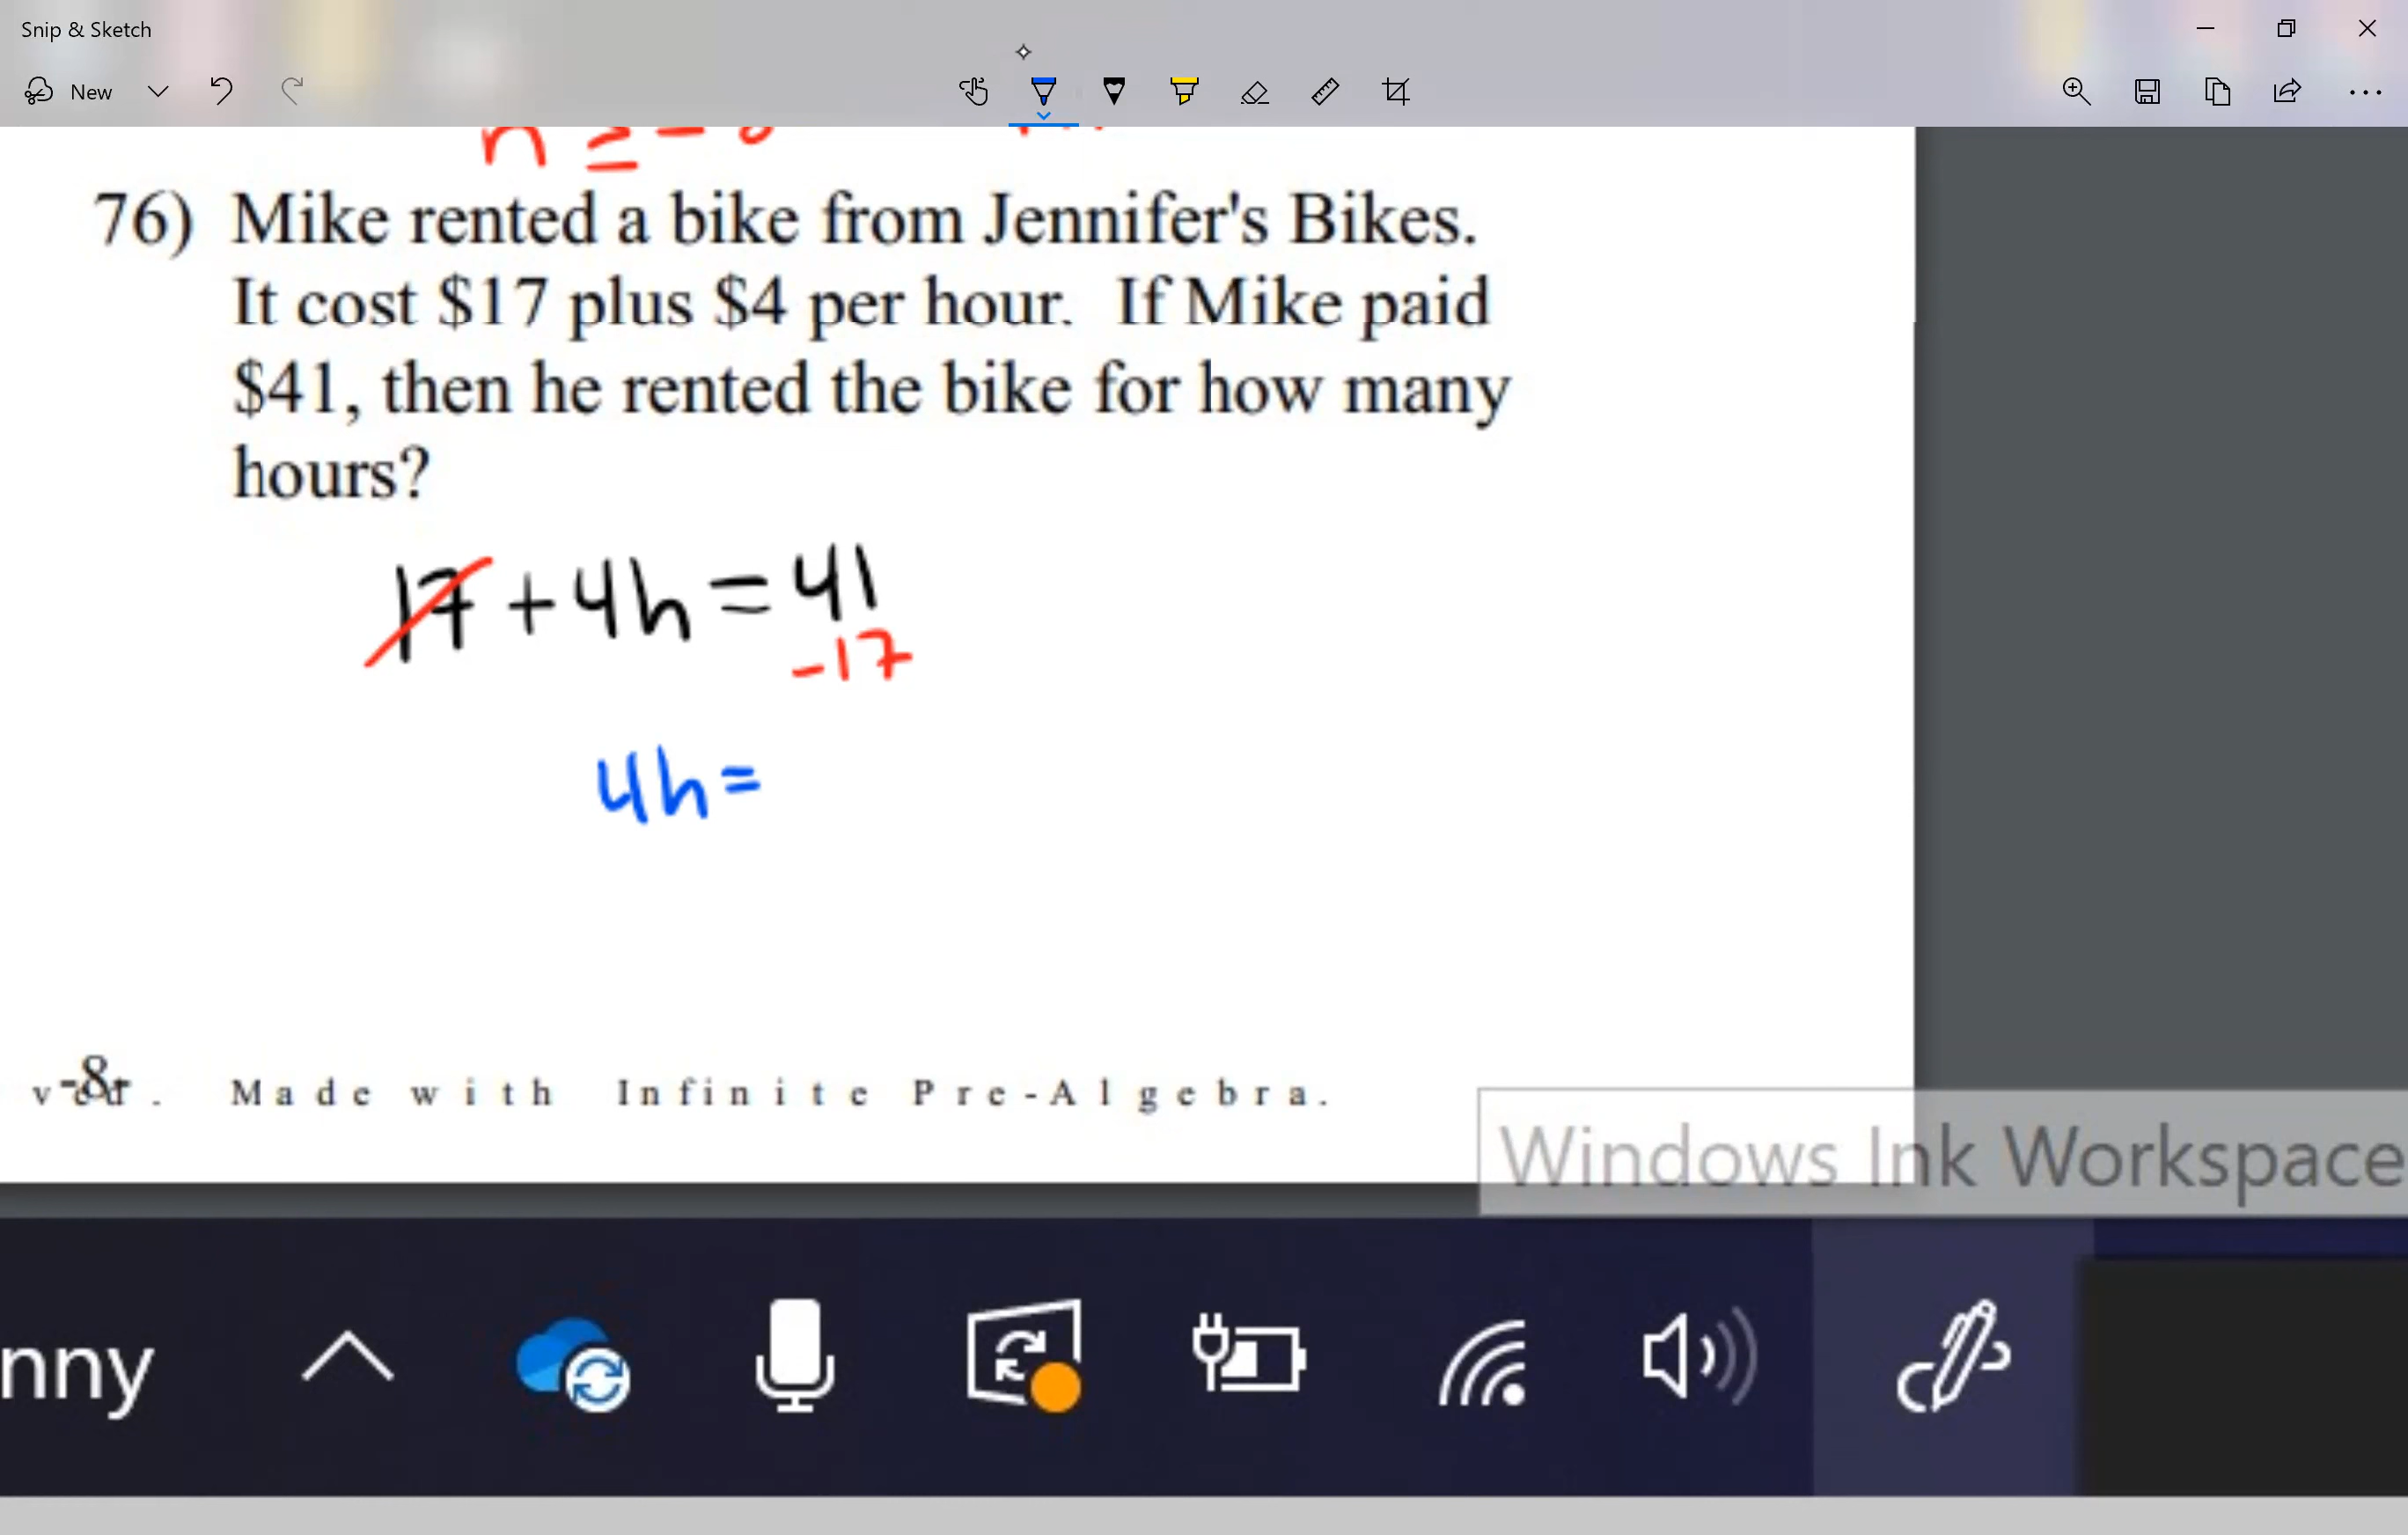 Snip & Sketch
New
n ≥ -8
76) Mike rented a bike from Jennifer's Bikes.
It cost $17 plus $4 per hour. If Mike paid
$41, then he rented the bike for how many
hours?
17 + 4h = 41
-17
4h =
-8-
Made with Infinite Pre-Algebra.
Windows Ink Workspace
nny